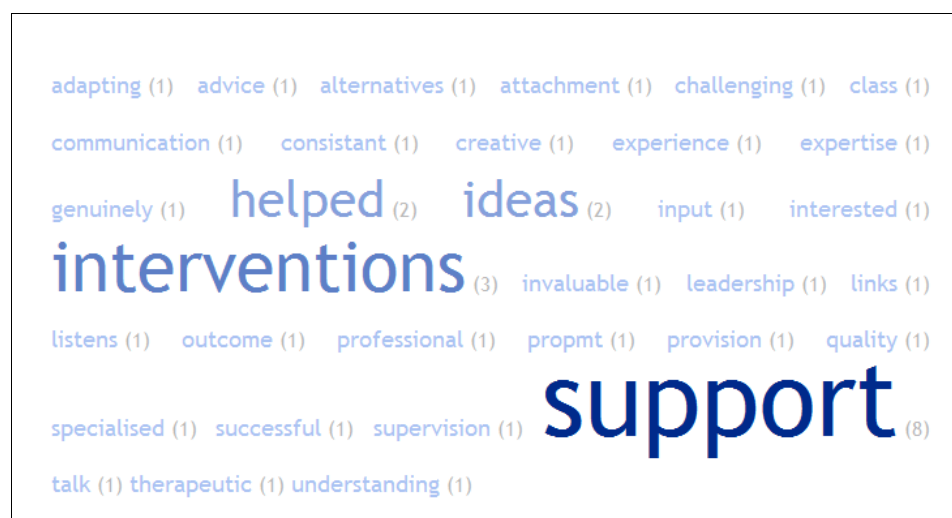 adapting (1) advice (1) alternatives (1) attachment (1) challenging (1) class (1)
communication (1) consistant (1) creative (1) experience (1) expertise (1)
genuinely (1) helped (2) ideas (2) input (1) interested (1)
interventions (3) invaluable (1) leadership (1) links (1)
listens (1) outcome (1) professional (1) propmt (1) provision (1) quality (1)
specialised (1) successful (1) supervision (1) support (8)
talk (1) therapeutic (1) understanding (1)